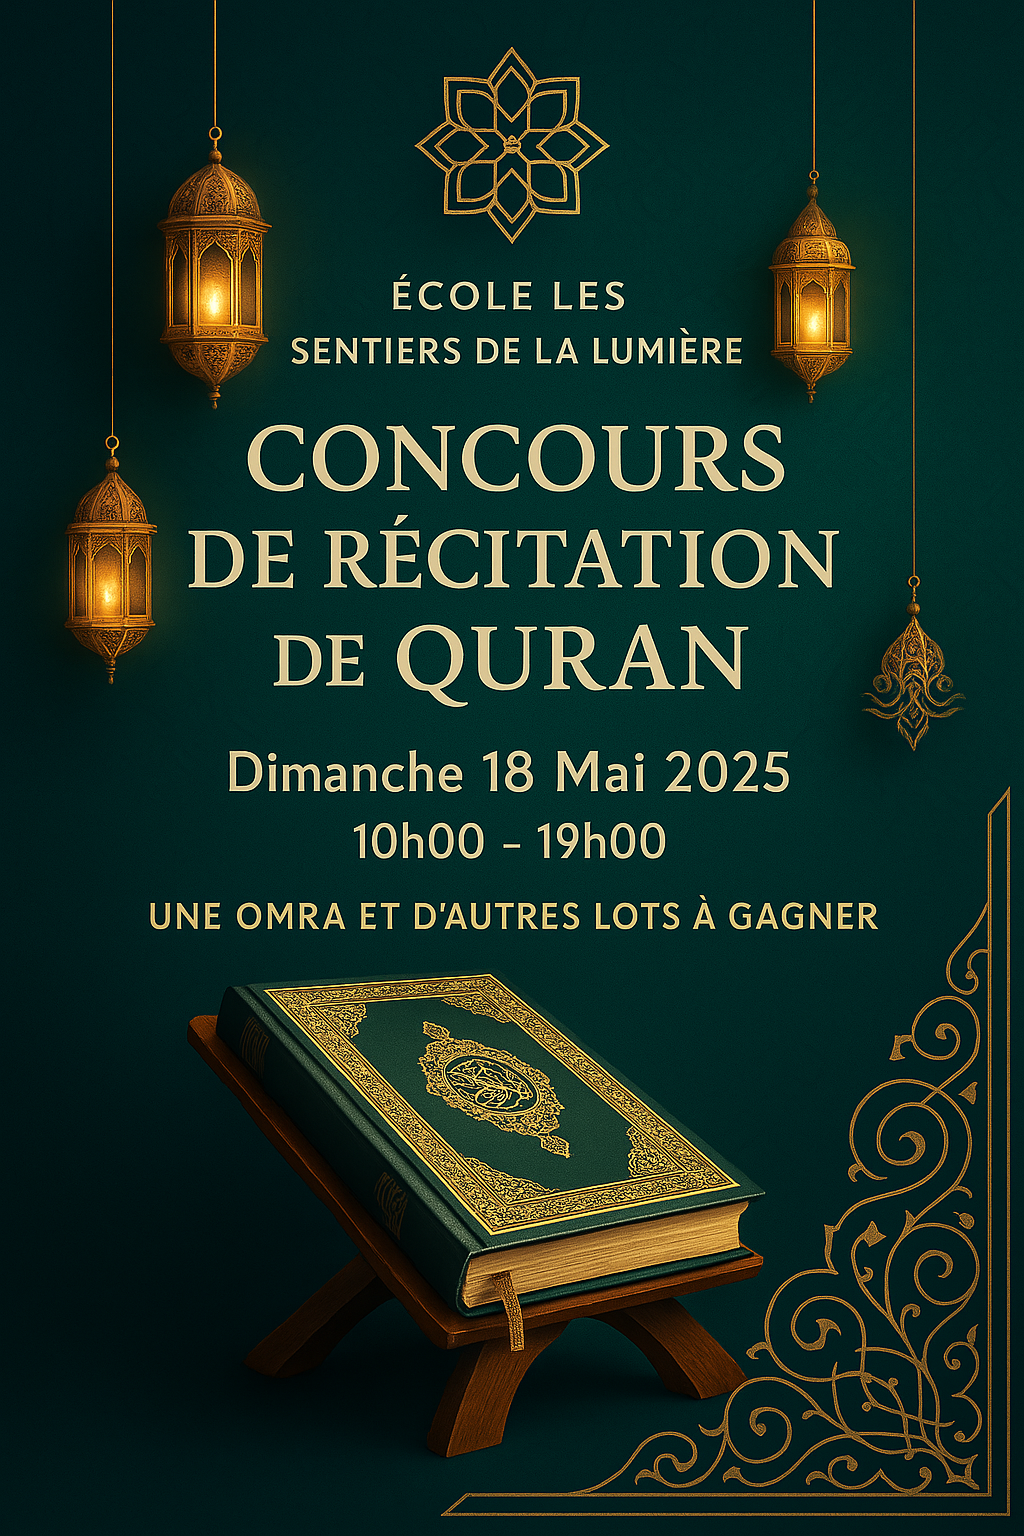 ÉCOLE LES
SENTIERS DE LA LUMIÈRE
CONCOURS
DE RÉCITATION
DE QURAN
Dimanche 18 Mai 2025
10h00 – 19h00
UNE OMRA ET D'AUTRES LOTS À GAGNER